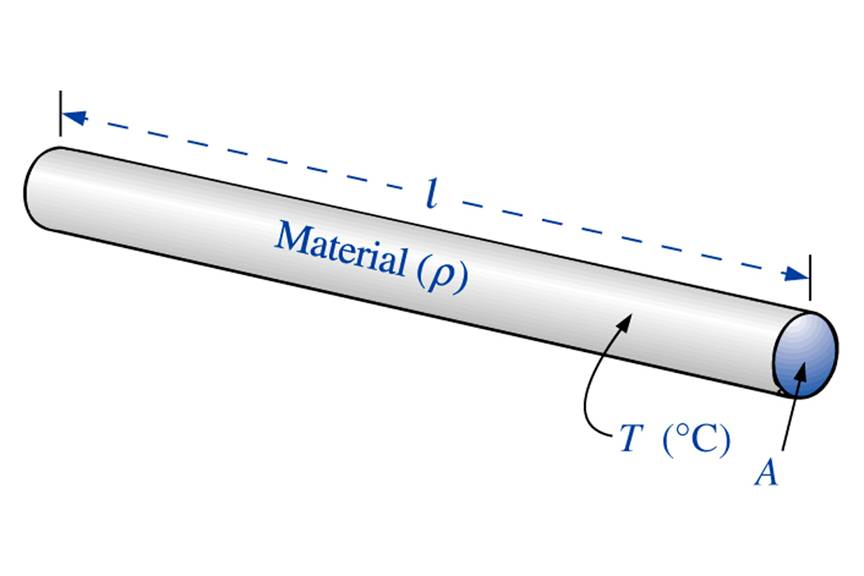 l
Material (ρ)
T (°C)
A